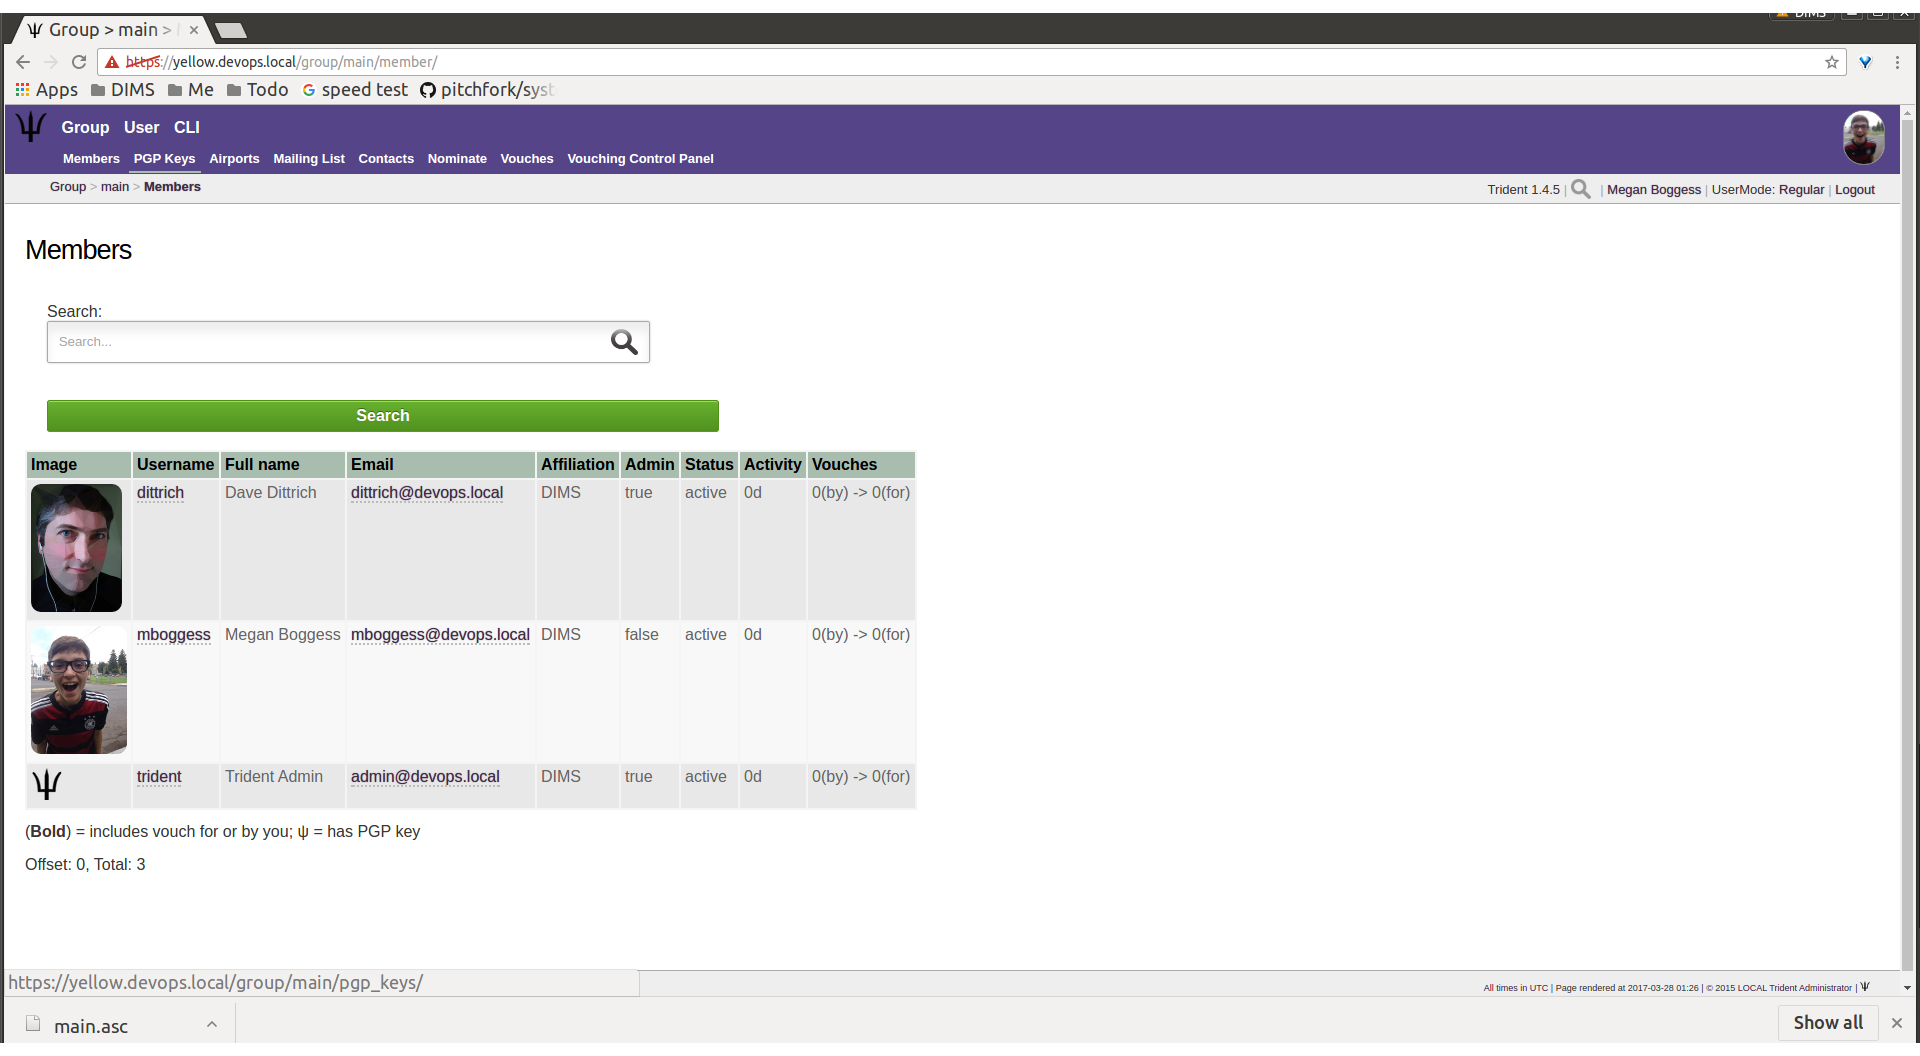 DIMS
Group > main >
https://yellow.devops.local/group/main/member/
Apps DIMS Me Todo speed test pitchfork/syst
Group User CLI
Members PGP Keys Airports Mailing List Contacts Nominate Vouches Vouching Control Panel
Group > main > Members
Trident 1.4.5 | | Megan Boggess | UserMode: Regular | Logout
Members
Search:
Search...
Search
Image Username Full name Email Affiliation Admin Status Activity Vouches
dittrich Dave Dittrich dittrich@devops.local DIMS true active 0d 0(by) -> 0(for)
mboggess Megan Boggess mboggess@devops.local DIMS false active 0d 0(by) -> 0(for)
trident Trident Admin admin@devops.local DIMS true active 0d 0(by) -> 0(for)
(Bold) = includes vouch for or by you; ψ = has PGP key
Offset: 0, Total: 3
https://yellow.devops.local/group/main/pgp_keys/
All times in UTC | Page rendered at 2017-03-28 01:26 | © 2015 LOCAL Trident Administrator | Ψ
main.asc
Show all